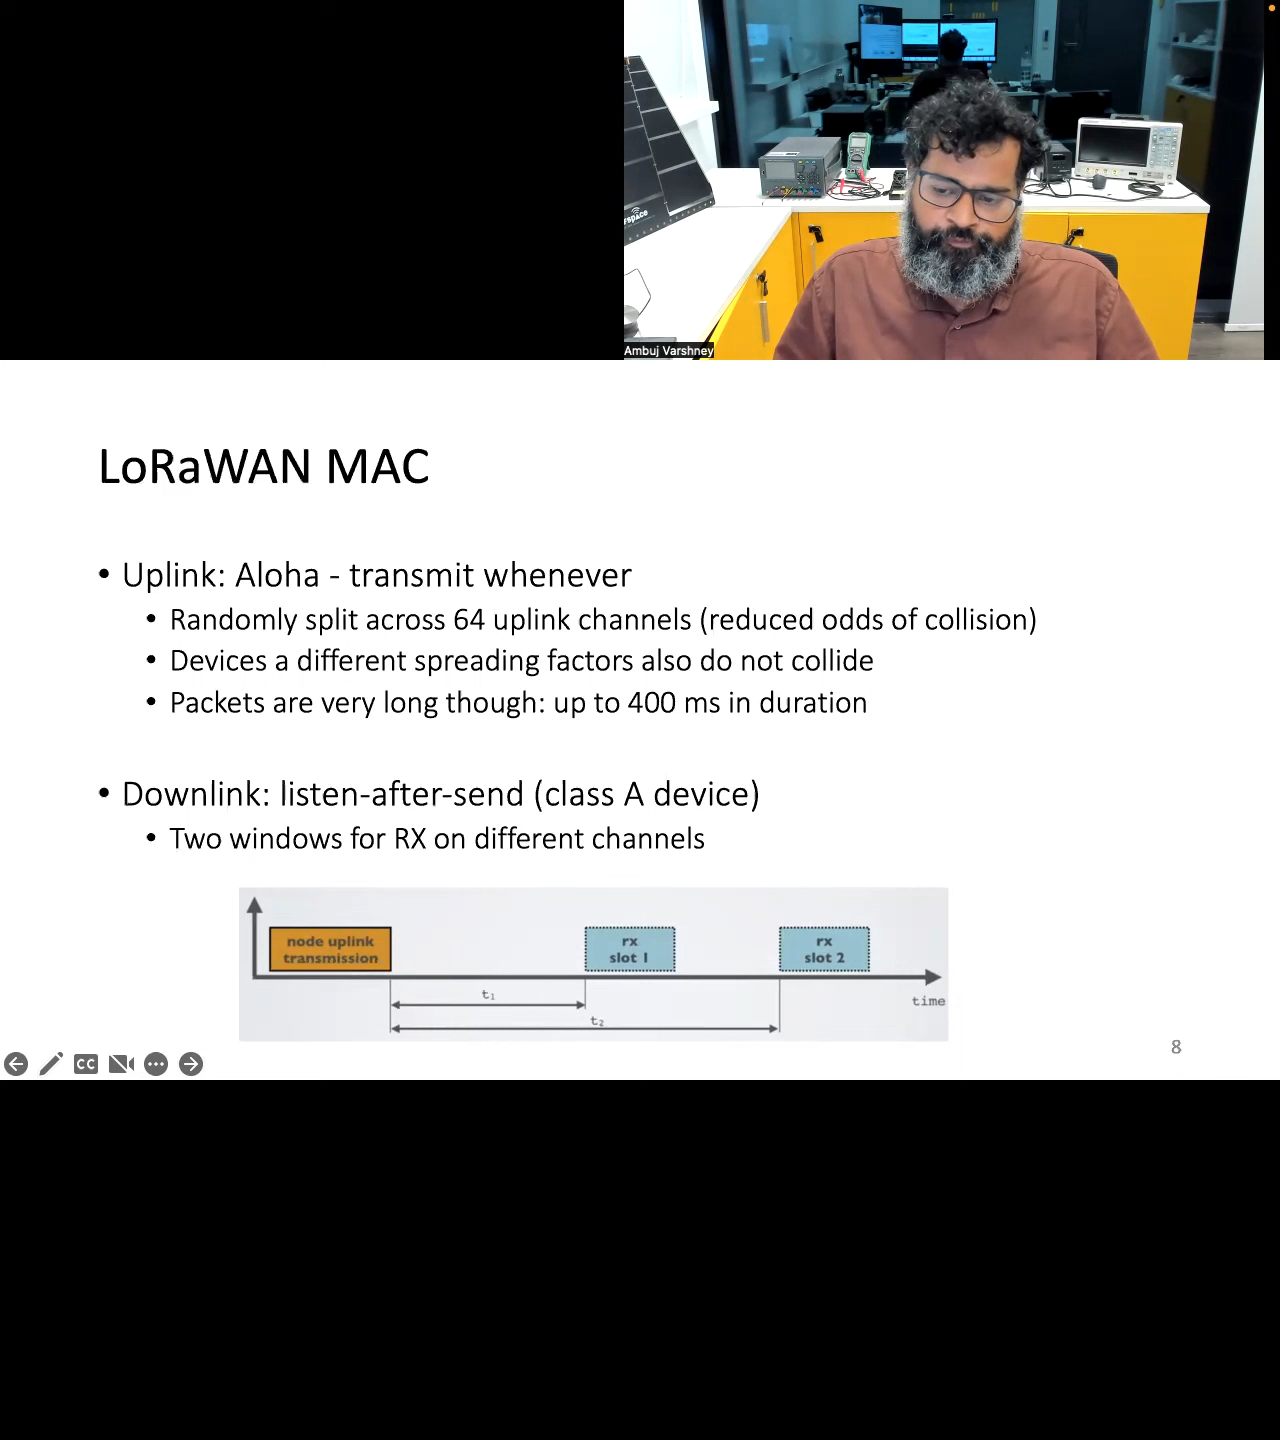 Ambuj Varshney
LoRaWAN MAC
• Uplink: Aloha - transmit whenever
• Randomly split across 64 uplink channels (reduced odds of collision)
• Devices a different spreading factors also do not collide
• Packets are very long though: up to 400 ms in duration
• Downlink: listen-after-send (class A device)
• Two windows for RX on different channels
node uplink
transmission
rx
slot 1
rx
slot 2
t₁
t₂
time
8
CC